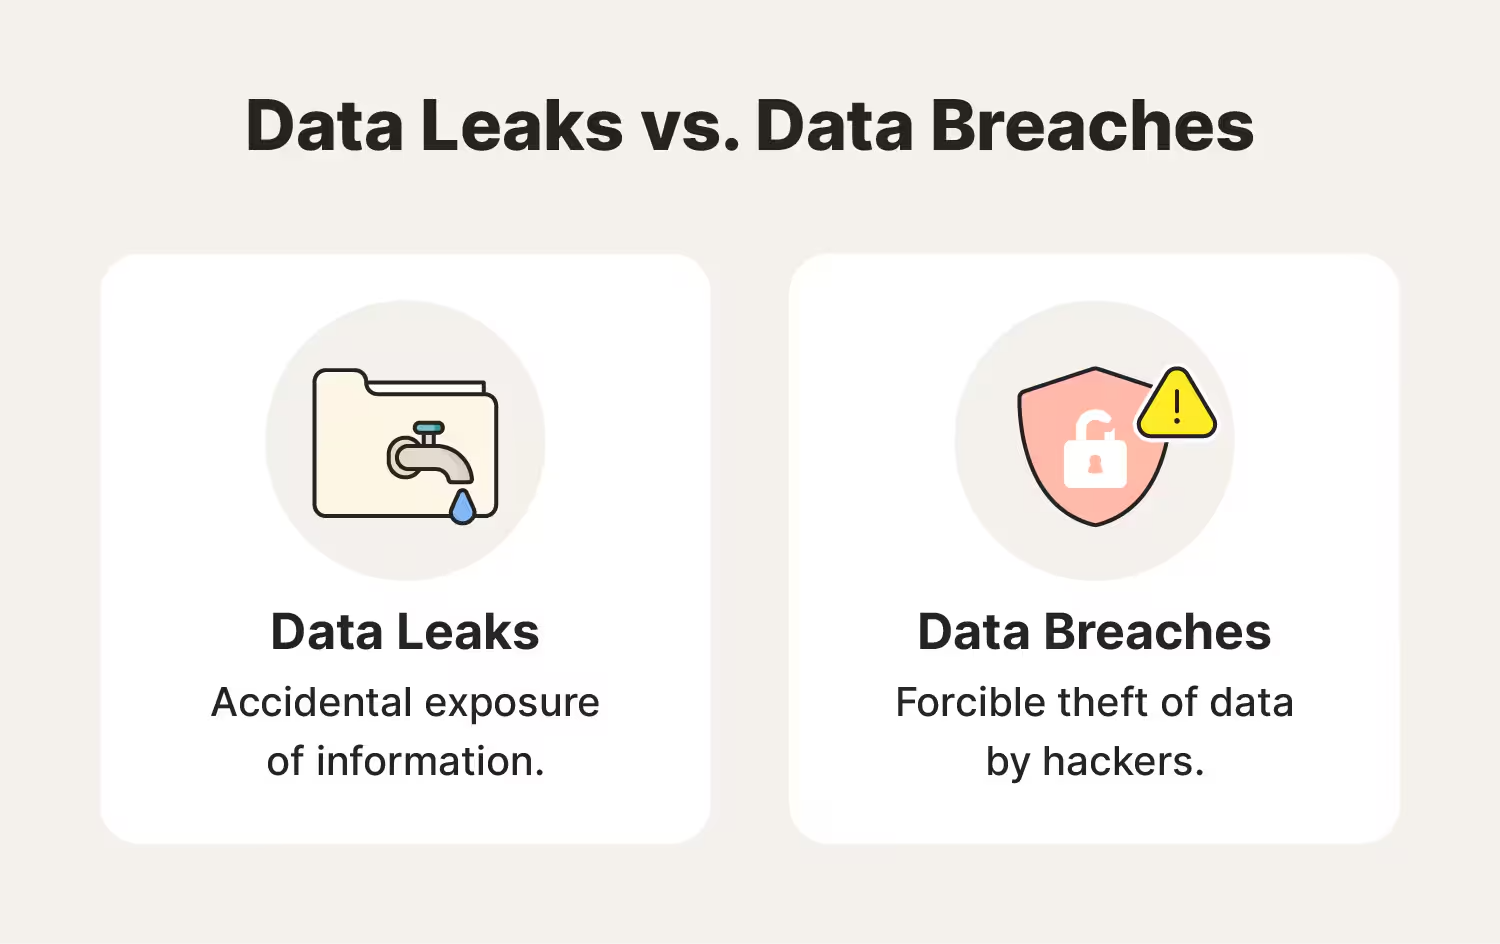 Data Leaks vs. Data Breaches
Data Leaks
Accidental exposure
of information.
Data Breaches
Forcible theft of data
by hackers.